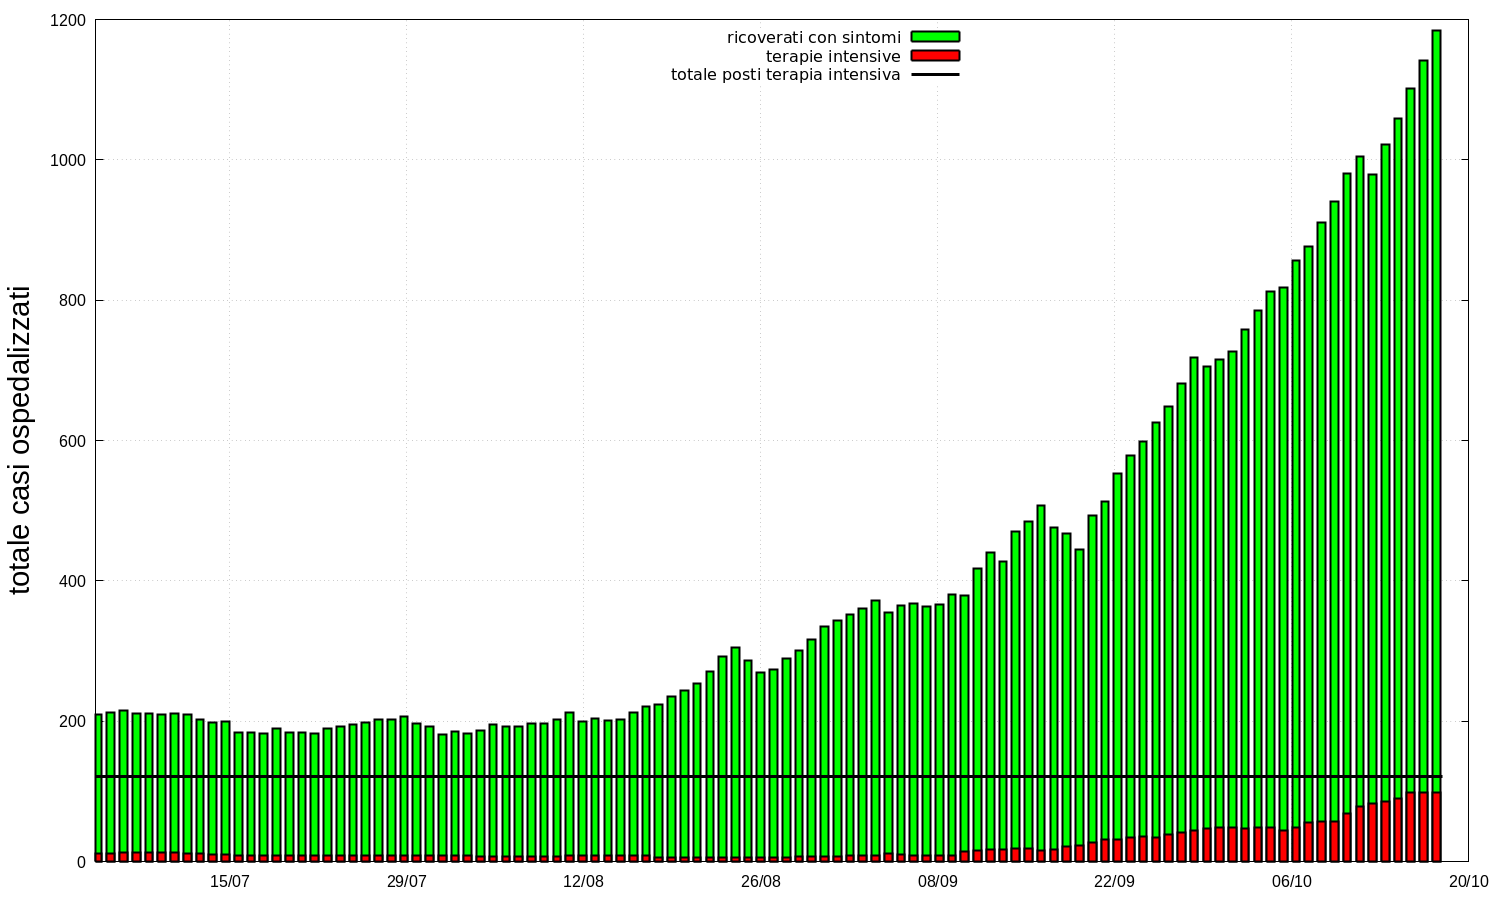 1200
ricoverati con sintomi
terapie intensive
totale posti terapia intensiva
1000
800
totale casi ospedalizzati
600
400
200
0
15/07 29/07 12/08 26/08 08/09 22/09 06/10 20/10